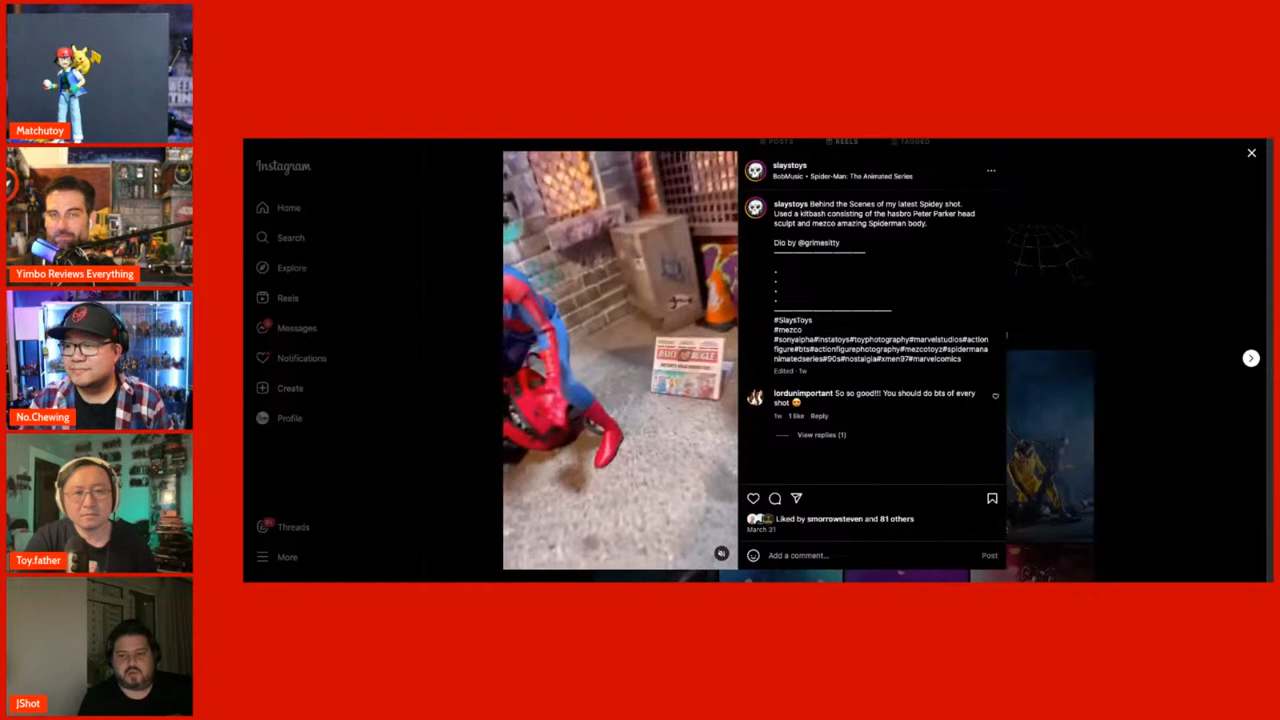 Matchutoy
Yimbo Reviews Everything
No.Chewing
Toy.father
JShot
Instagram
Home
Search
Explore
Reels
Messages
Notifications
Create
Profile
Threads
More
POSTS REELS TAGGED
slaystoys
BobMusic • Spider-Man: The Animated Series
slaystoys Behind the Scenes of my latest Spidey shot.
Used a kitbash consisting of the hasbro Peter Parker head
sculpt and mezco amazing Spiderman body.
Dio by @grimesitty
#SlaysToys
#mezco
#sonyalpha#instatoys#toyphotography#marvelstudios#action
figure#bts#actionfigurephotography#mezcotoyz#spidermana
nimatedseries#90s#nostalgia#xmen97#marvelcomics
Edited · 1w
lordunimportant So so good!!! You should do bts of every
shot 😍
1w 1 like Reply
View replies (1)
Liked by smorrowsteven and 81 others
March 31
Add a comment... Post
DAILY BUGLE